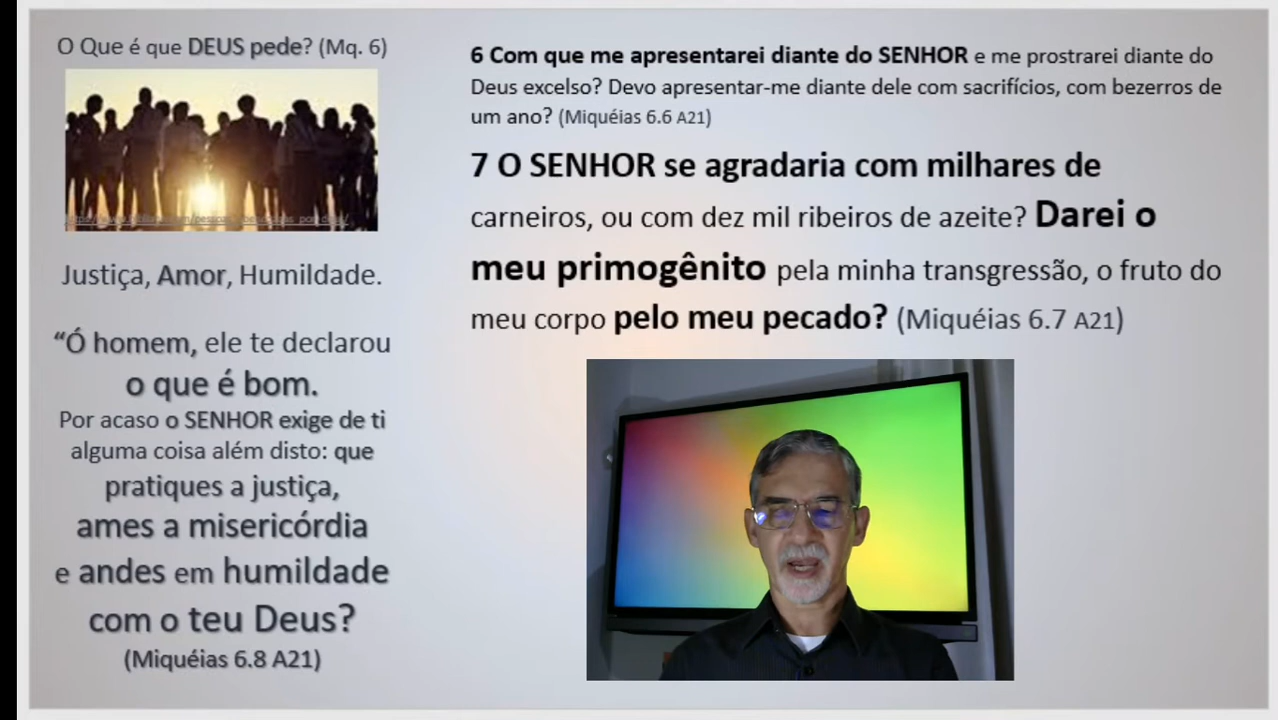 O Que é que DEUS pede? (Mq. 6)
Justiça, Amor, Humildade.
“Ó homem, ele te declarou
o que é bom.
Por acaso o SENHOR exige de ti
alguma coisa além disto: que
pratiques a justiça,
ames a misericórdia
e andes em humildade
com o teu Deus?
(Miquéias 6.8 A21)
6 Com que me apresentarei diante do SENHOR e me prostrarei diante do
Deus excelso? Devo apresentar-me diante dele com sacrifícios, com bezerros de
um ano? (Miquéias 6.6 A21)
7 O SENHOR se agradaria com milhares de
carneiros, ou com dez mil ribeiros de azeite? Darei o
meu primogênito pela minha transgressão, o fruto do
meu corpo pelo meu pecado? (Miquéias 6.7 A21)